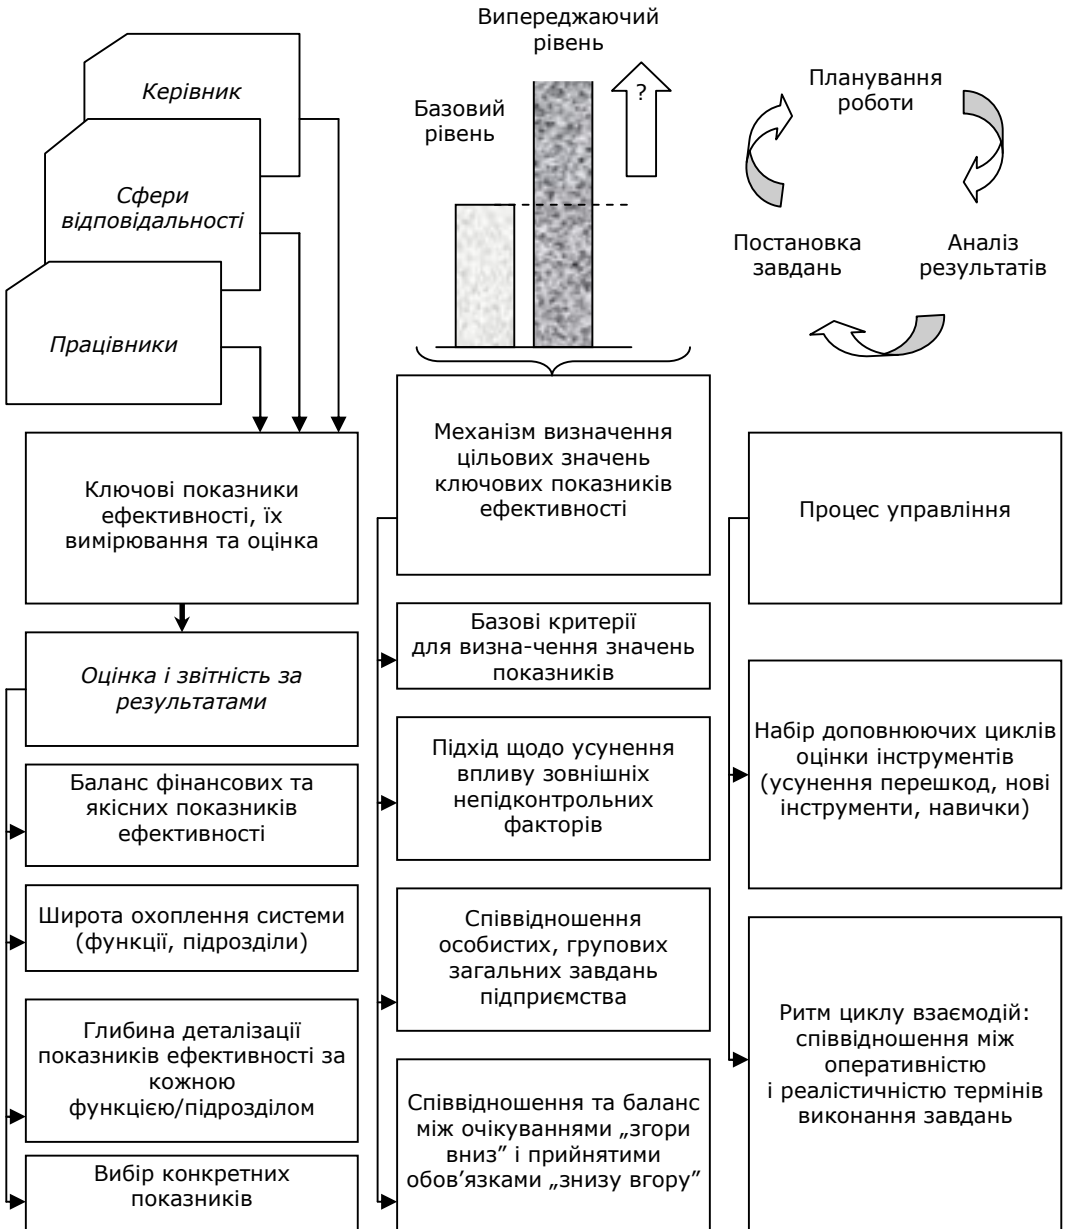 Керівник
Сфери
відповідальності
Працівники
Випереджаючий
рівень
Базовий
рівень
?
Планування
роботи
Постановка
завдань
Аналіз
результатів
Ключові показники
ефективності, їх
вимірювання та оцінка
Оцінка і звітність за
результатами
Баланс фінансових та
якісних показників
ефективності
Широта охоплення системи
(функції, підрозділи)
Глибина деталізації
показників ефективності за
кожною
функцією/підрозділом
Вибір конкретних
показників
Механізм визначення
цільових значень
ключових показників
ефективності
Базові критерії
для визна-чення значень
показників
Підхід щодо усунення
впливу зовнішніх
непідконтрольних
факторів
Співвідношення
особистих, групових
загальних завдань
підприємства
Співвідношення та баланс
між очікуваннями „згори
вниз” і прийнятими
обов’язками „знизу вгору”
Процес управління
Набір доповнюючих циклів
оцінки інструментів
(усунення перешкод, нові
інструменти, навички)
Ритм циклу взаємодій:
співвідношення між
оперативністю
і реалістичністю термінів
виконання завдань